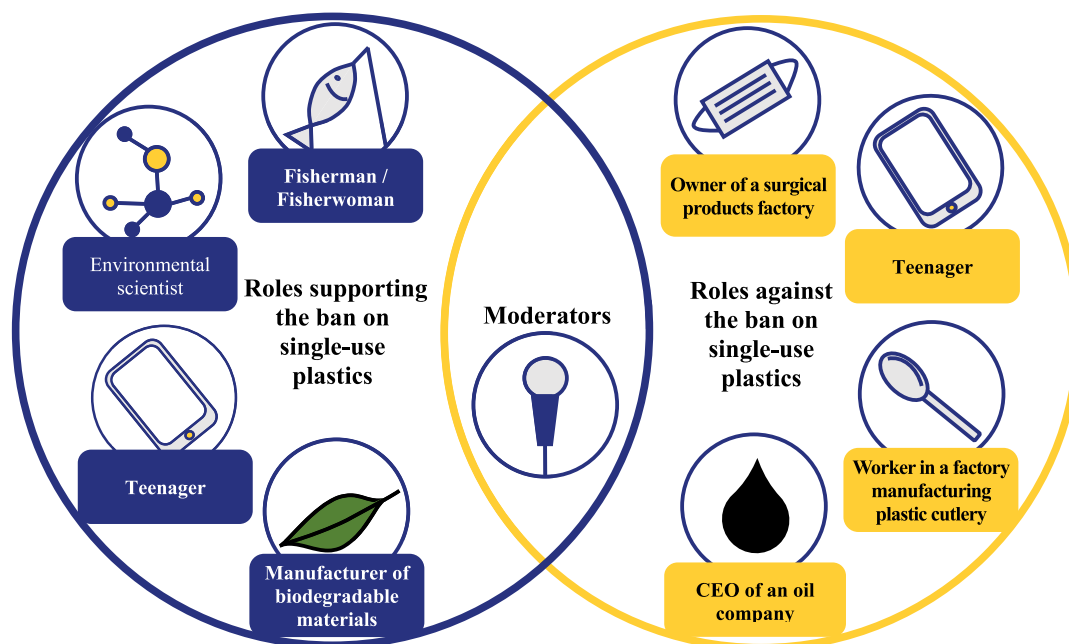 Fisherman /
Fisherwoman
Environmental
scientist
Roles supporting
the ban on
single-use
plastics
Teenager
Manufacturer of
biodegradable
materials
Moderators
Owner of a surgical
products factory
Teenager
Roles against
the ban on
single-use
plastics
Worker in a factory
manufacturing
plastic cutlery
CEO of an oil
company